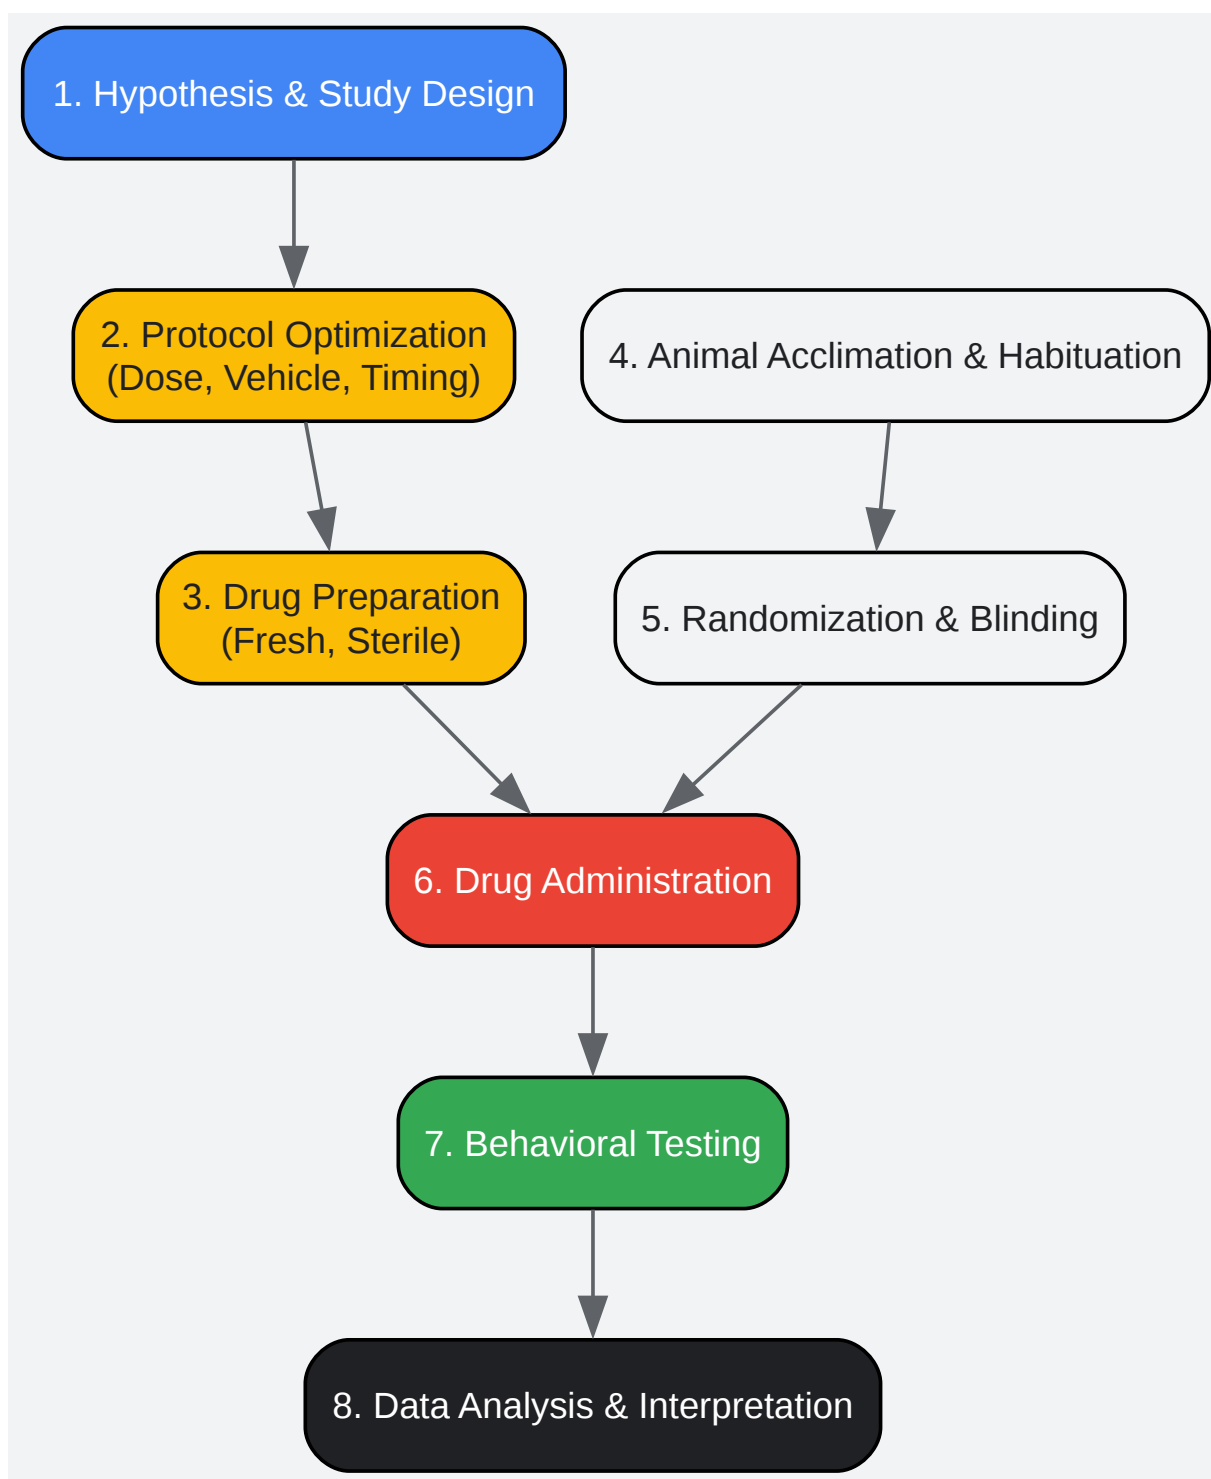 1. Hypothesis & Study Design
2. Protocol Optimization
(Dose, Vehicle, Timing)
4. Animal Acclimation & Habituation
3. Drug Preparation
(Fresh, Sterile)
5. Randomization & Blinding
6. Drug Administration
7. Behavioral Testing
8. Data Analysis & Interpretation